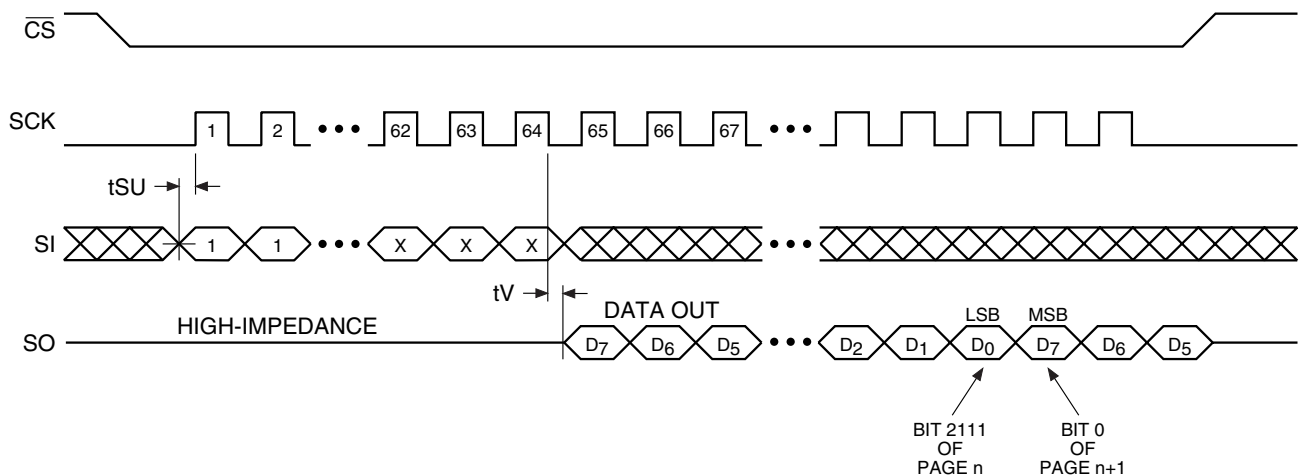 CS
SCK
1 2 62 63 64 65 66 67
tSU
SI
1 1 X X X
tV
HIGH-IMPEDANCE
DATA OUT
LSB MSB
SO
D7 D6 D5 D2 D1 D0 D7 D6 D5
BIT 2111
OF
PAGE n
BIT 0
OF
PAGE n+1